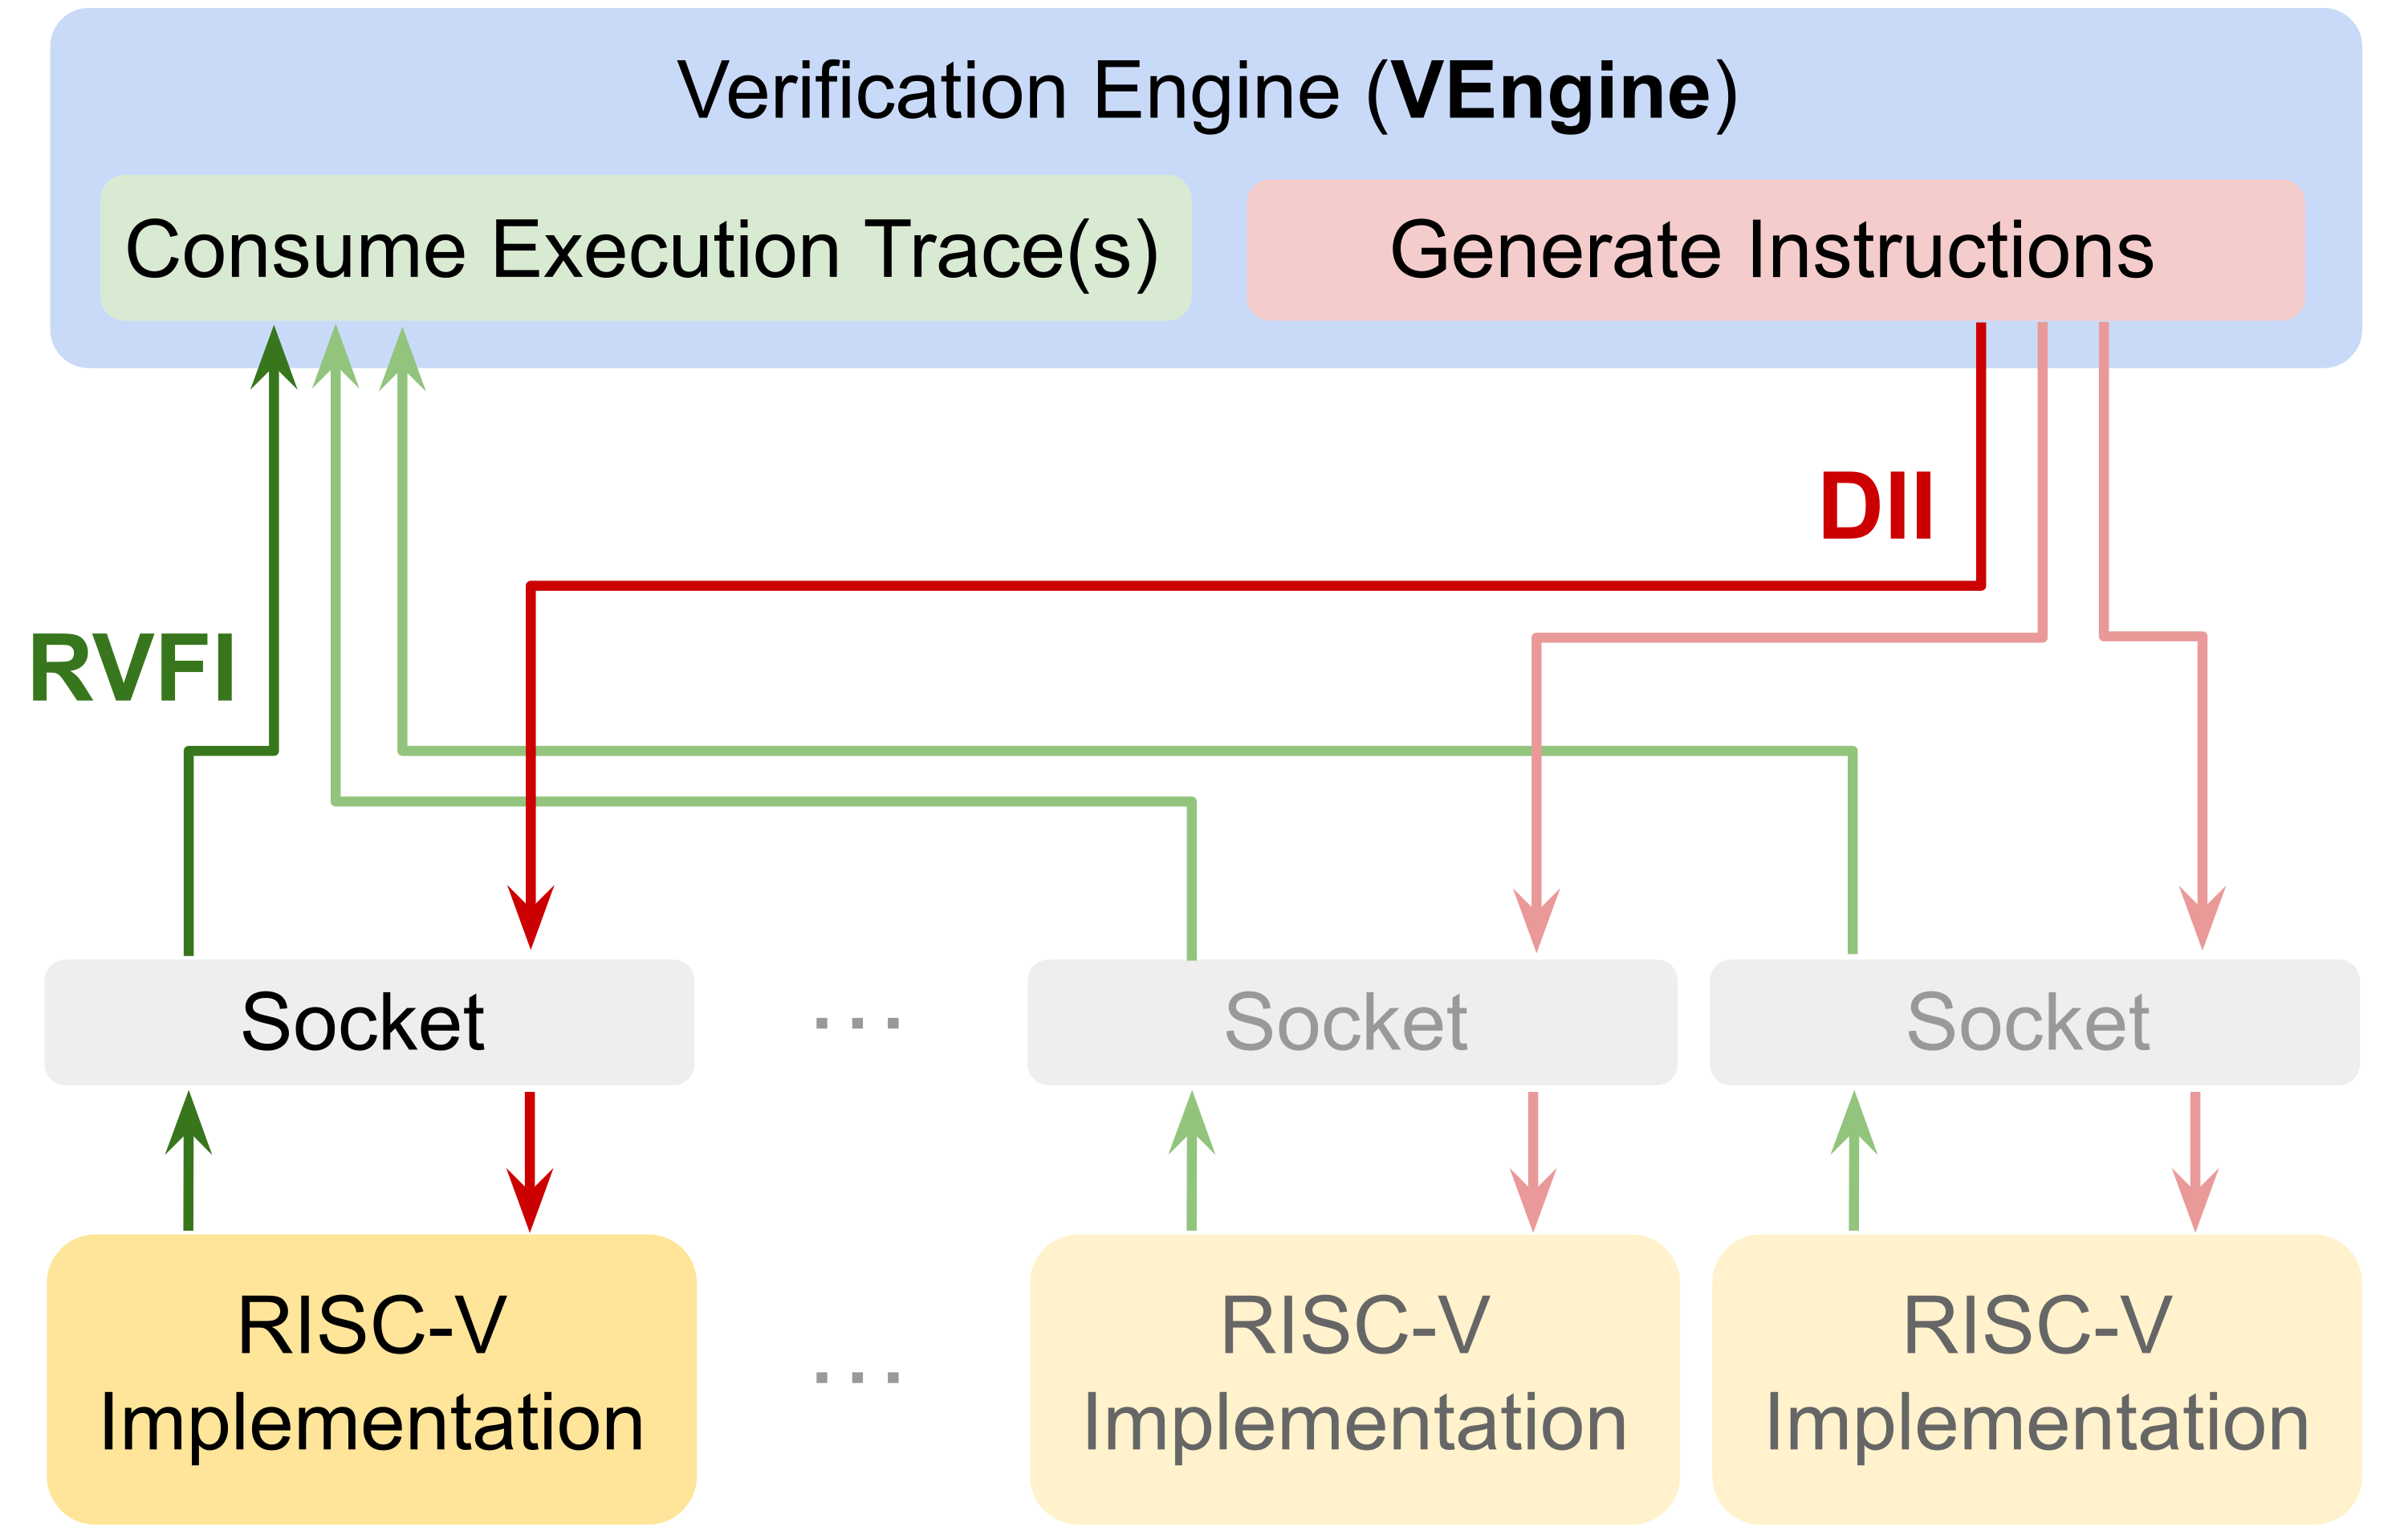 Verification Engine (VEngine)
Consume Execution Trace(s)
Generate Instructions
DII
RVFI
Socket
...
Socket
Socket
RISC-V
Implementation
...
RISC-V
Implementation
RISC-V
Implementation